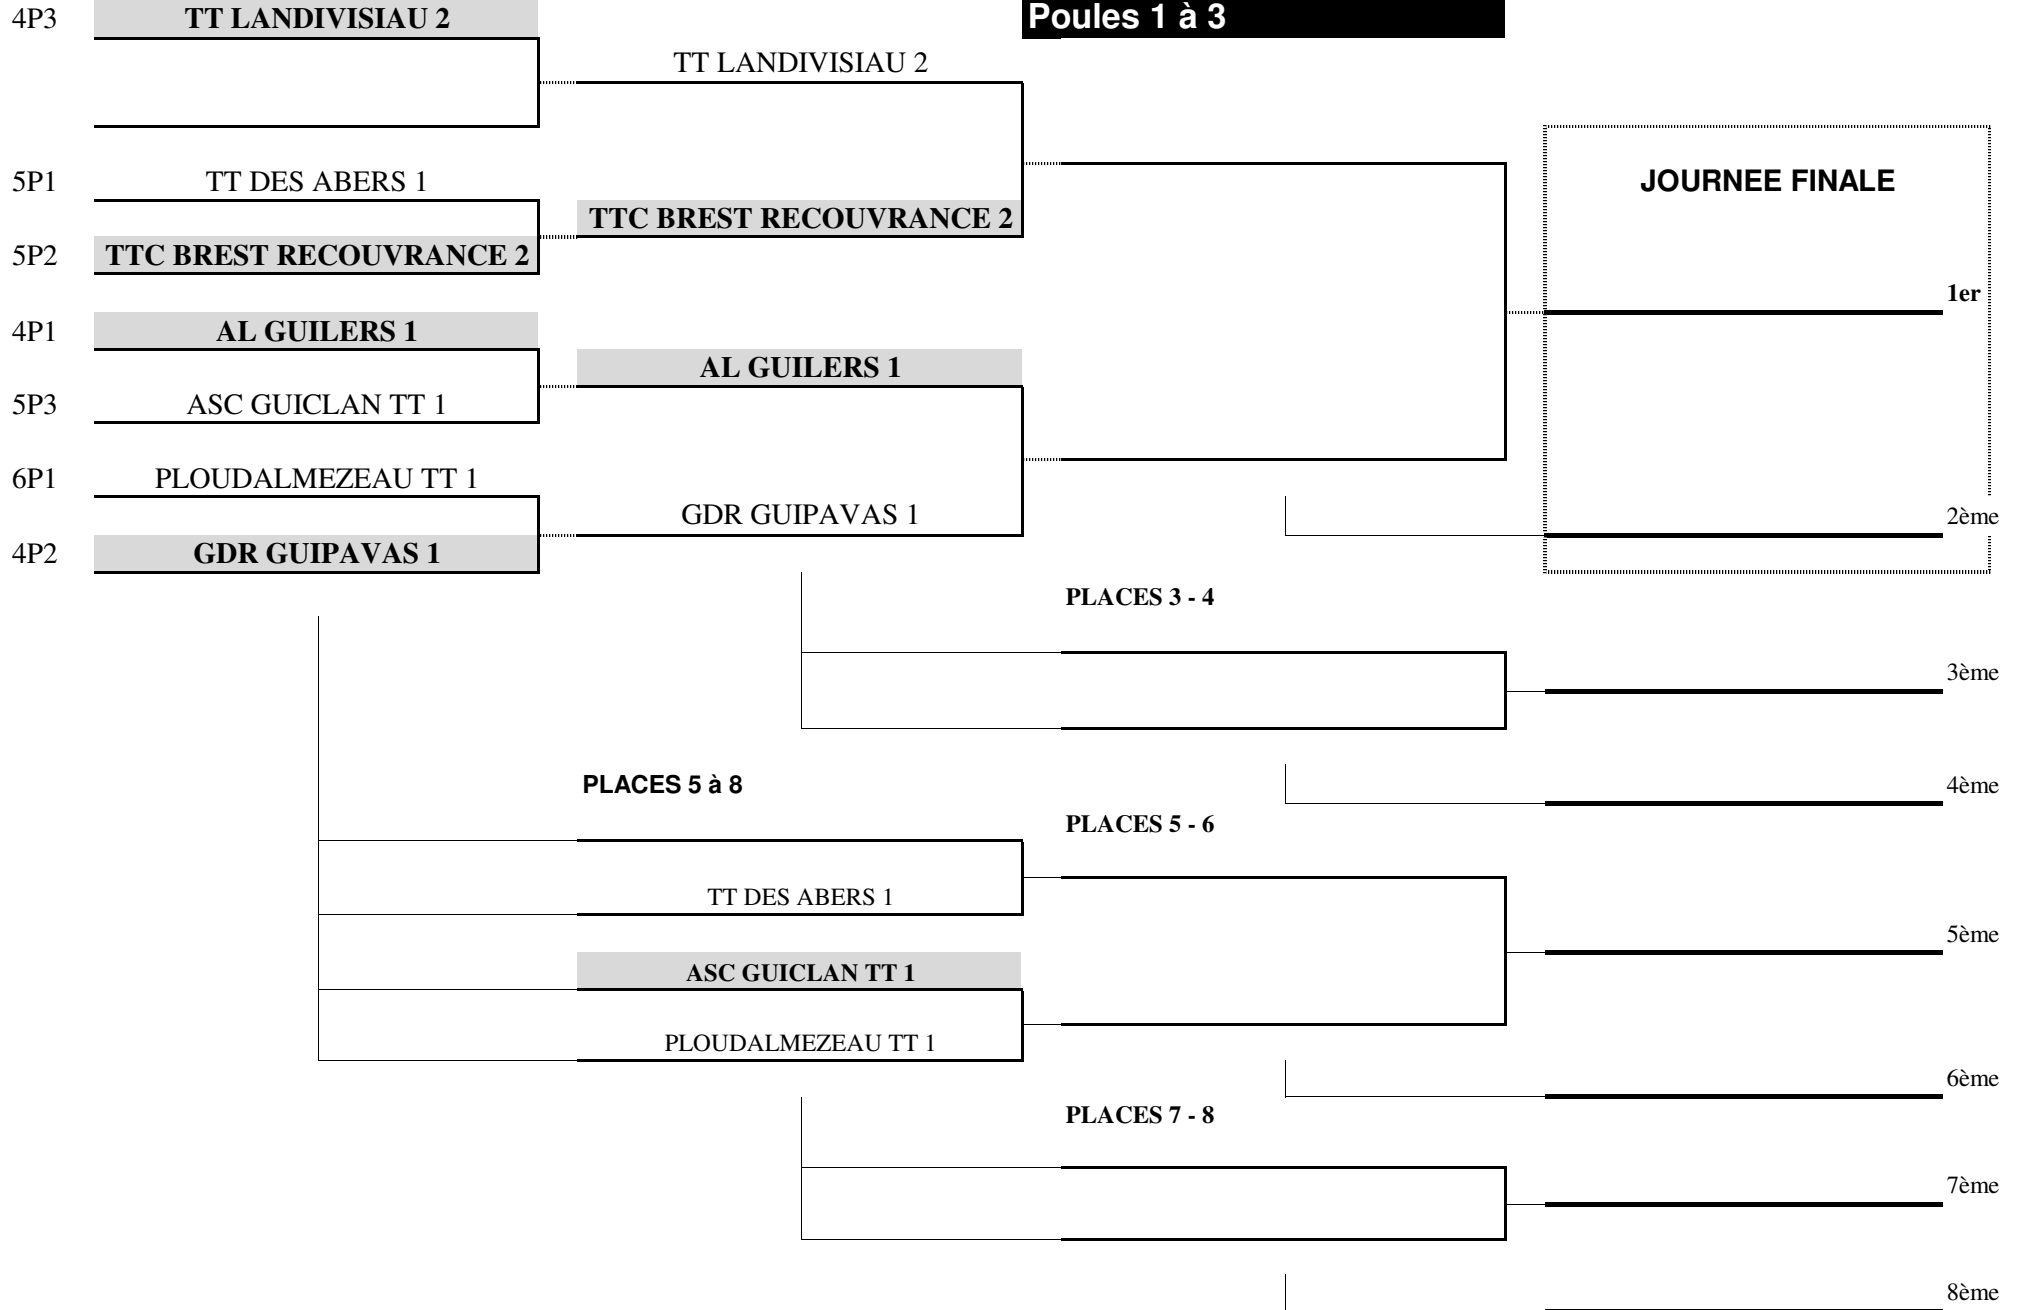 4P3 TT LANDIVISIAU 2 Poules 1 à 3
TT LANDIVISIAU 2
5P1 TT DES ABERS 1 JOURNEE FINALE
TTC BREST RECOUVRANCE 2
5P2 TTC BREST RECOUVRANCE 2
1er
4P1 AL GUILERS 1
AL GUILERS 1
5P3 ASC GUICLAN TT 1
6P1 PLOUDALMEZEAU TT 1
GDR GUIPAVAS 1 2ème
4P2 GDR GUIPAVAS 1
PLACES 3 - 4
3ème
PLACES 5 à 8 4ème
PLACES 5 - 6
TT DES ABERS 1
5ème
ASC GUICLAN TT 1
PLOUDALMEZEAU TT 1
6ème
PLACES 7 - 8
7ème
8ème